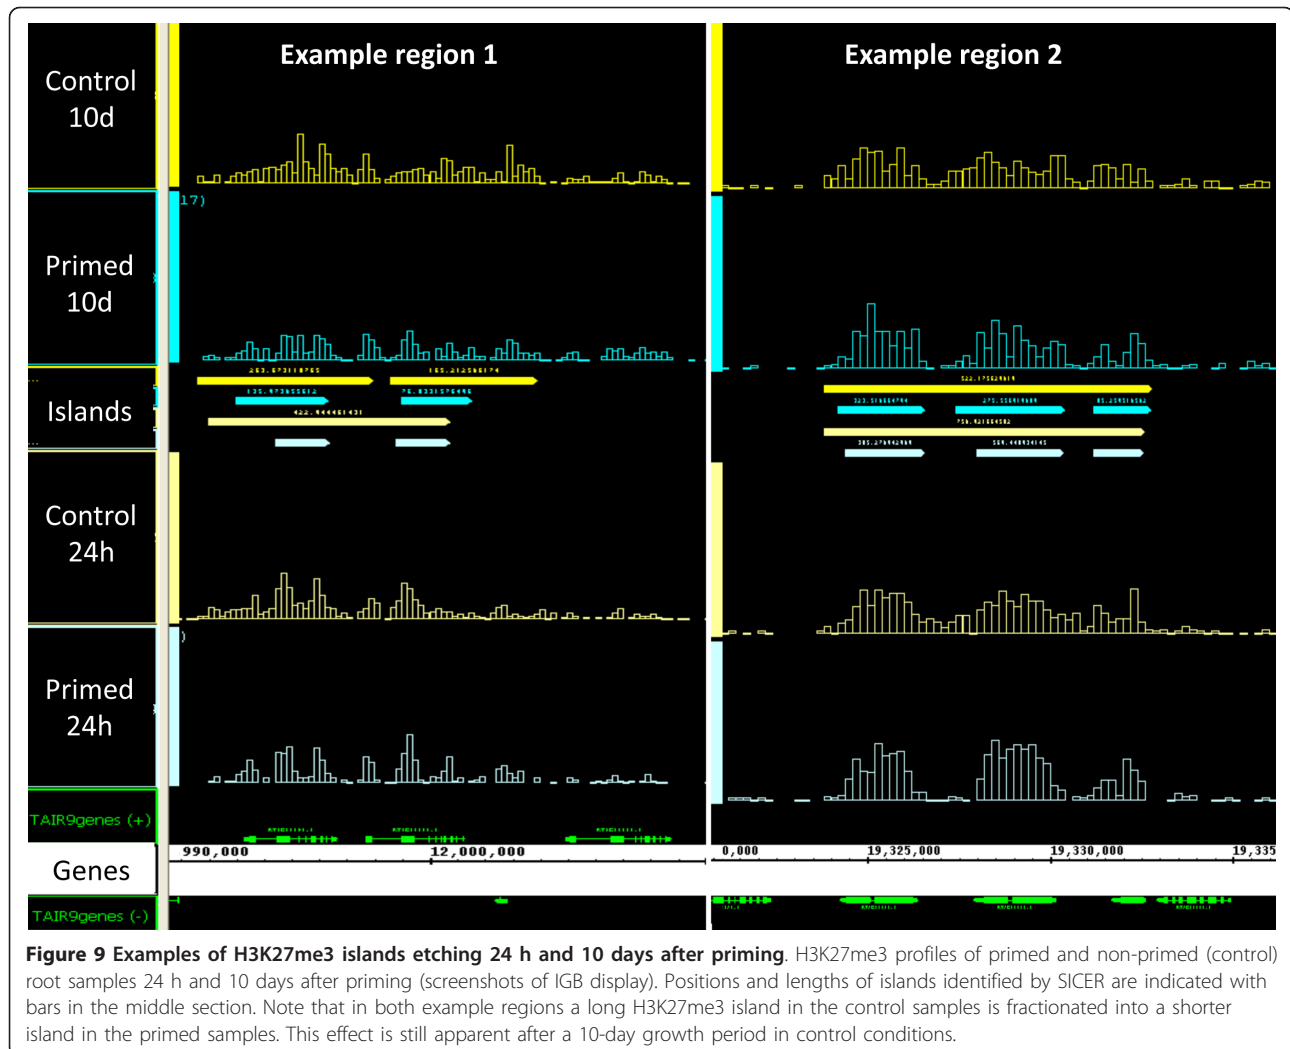 Example region 1
Example region 2
Control
10d
17)
Primed
10d
Islands
422.944461431
Control
24h
Primed
24h
)
TAIR9genes (+)
990,000
12,000,000
0,000
19,325,000
19,330,000
19,335
Genes
TAIR9genes (-)
Figure 9 Examples of H3K27me3 islands etching 24 h and 10 days after priming. H3K27me3 profiles of primed and non-primed (control)
root samples 24 h and 10 days after priming (screenshots of IGB display). Positions and lengths of islands identified by SICER are indicated with
bars in the middle section. Note that in both example regions a long H3K27me3 island in the control samples is fractionated into a shorter
island in the primed samples. This effect is still apparent after a 10-day growth period in control conditions.